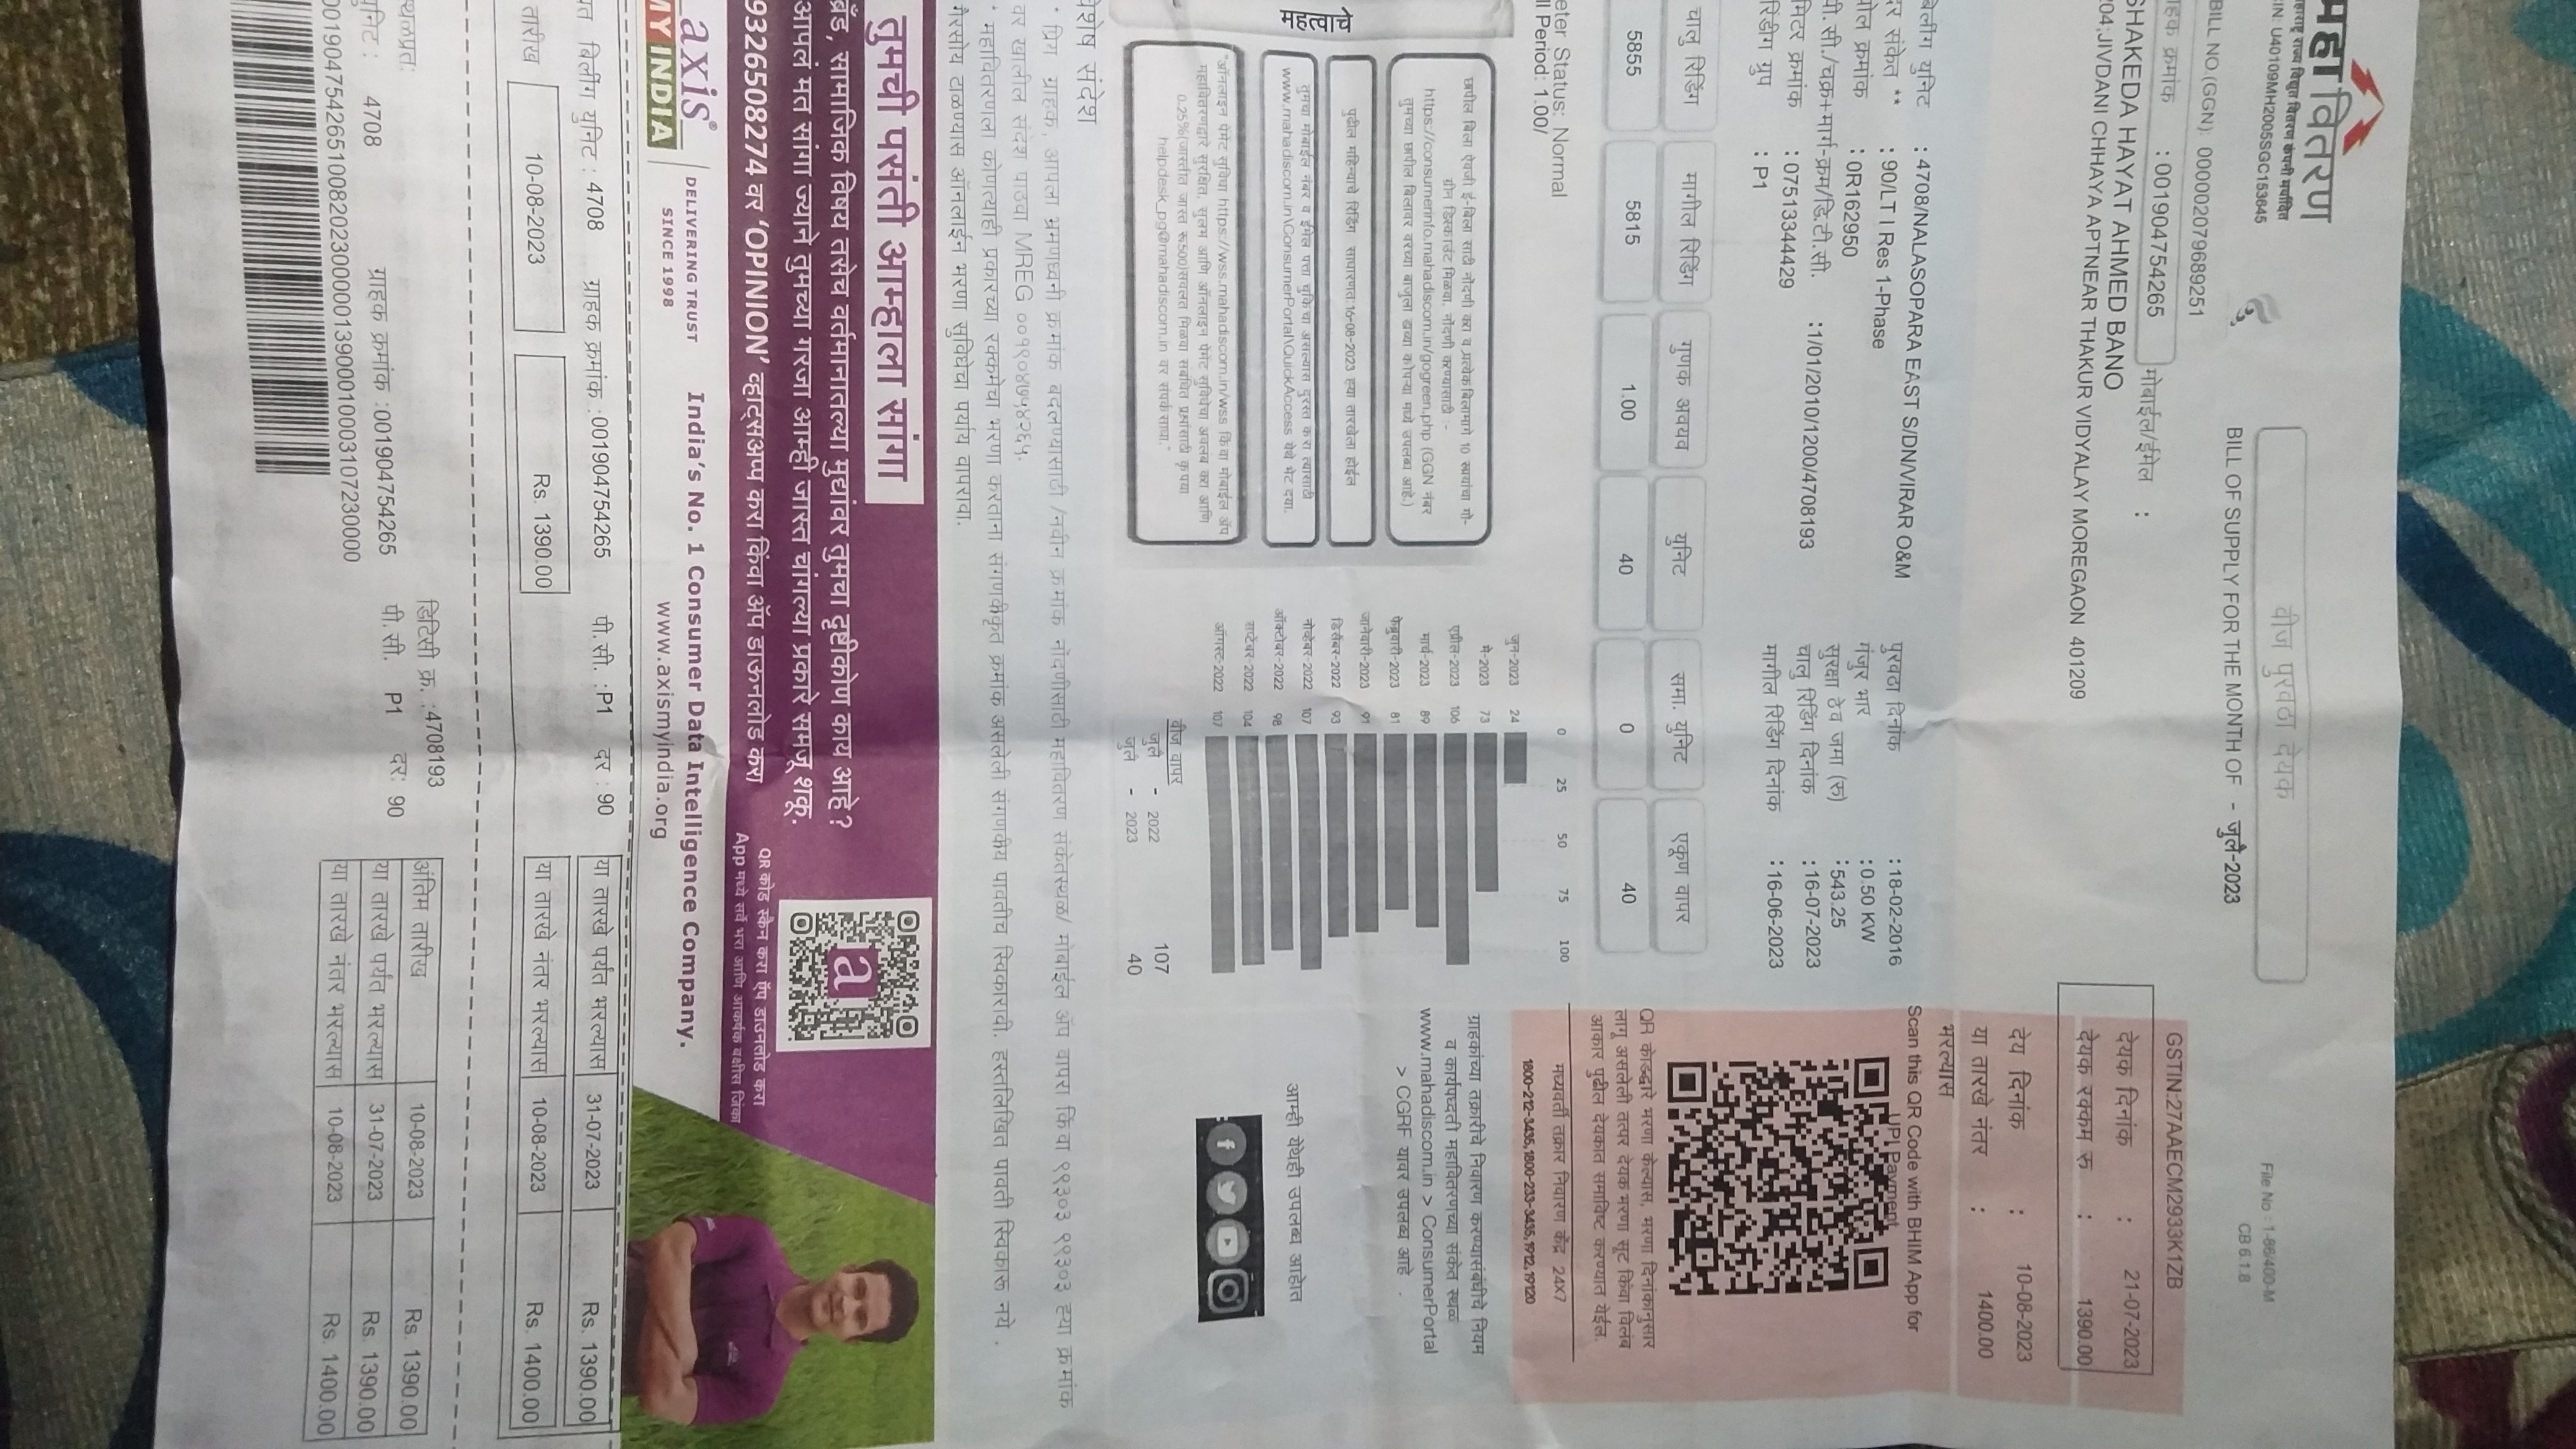 महावितरण
महाराष्ट्र राज्य विद्युत वितरण कंपनी मर्यादित
IN: U40109MH2005SGC153645
वीज पुरवठा देयक
File No : 1-86/400-M
CB 6.1.8
BILL NO.(GGN): 000002079689251
BILL OF SUPPLY FOR THE MONTH OF - जुलै-2023
GSTIN:27AAECM2933K1ZB
ाहक क्रमांक : 001904754265
मोबाईल/ईमेल :
SHAKEDA HAYAT AHMED BANO
204;JIVDANI CHHAYA APTNEAR THAKUR VIDYALAY MOREGAON 401209
देयक दिनांक : 21-07-2023
देयक रक्कम रु : 1390.00
देय दिनांक : 10-08-2023
या तारखे नंतर : 1400.00
भरल्यास
बिलींग युनिट : 4708/NALASOPARA EAST S/DN/VIRAR O&M
दर संकेत ** : 90/LT I Res 1-Phase
पोल क्रमांक : 0R162950
पी. सी./चक्र+मार्ग-क्रम/डि.टी.सी. :1/01/2010/1200/4708193
मिटर क्रमांक : 07513344429
रिडींग ग्रुप : P1
पुरवठा दिनांक : 18-02-2016
मंजुर भार : 0.50 KW
सुरक्षा ठेव जमा (रु) : 543.25
चालु रिडिंग दिनांक : 16-07-2023
मागील रिडिंग दिनांक : 16-06-2023
Scan this QR Code with BHIM App for
UPI Payment
QR कोडद्वारे भरणा केल्यास, भरणा दिनांकानुसार
लागु असलेली तत्पर देयक भरणा सुट किंवा विलंब
आकार पुढील देयकात समाविष्ट करण्यात येईल.
चालु रिडिंग मागील रिडिंग गुणक अवयव युनिट समा. युनिट एकूण वापर
5855 5815 1.00 40 0 40
eter Status: Normal
ll Period: 1.00/
मध्यवर्ती तक्रार निवारण केंद्र 24X7
1800-212-3435,1800-233-3435,1912,19120
ग्राहकांच्या तक्रारीचे निवारण करण्यासंबंधीचे नियम
व कार्यपध्दती महावितरणच्या संकेत स्थळ
www.mahadiscom.in > ConsumerPortal
> CGRF यावर उपलब्ध आहे .
आम्ही येथेही उपलब्ध आहोत
महत्वाचे
छापील बिला ऐवजी ई-बिला साठी नोंदणी करा व प्रत्येक बिलामागे 10 रुपयांचा गो-
ग्रीन डिस्काउंट मिळवा. नोंदणी करण्यासाठी :-
https://consumerinfo.mahadiscom.in/gogreen.php (GGN नंबर
तुमच्या छापील बिलावर वरच्या बाजुला डाव्या कोपऱ्या मध्ये उपलब्ध आहे.)
पुढील महिन्याचे रिडिंग साधारणत:16-08-2023 ह्या तारखेला होईल
तुमचा मोबाईल नंबर व ईमेल पत्ता चुकिचा असल्यास दुरस्त करा त्यासाठी
www.mahadiscom.in\ConsumerPortal\QuickAccess येथे भेट द्या.
"ऑनलाइन पेमेंट सुविधा https://wss.mahadiscom.in/wss किंवा मोबाईल ॲप
महावितरणद्वारे सुरक्षित, सुलभ आणि ऑनलाइन पेमेंट सुविधेचा अवलंब करा आणि
0.25%(जास्तीत जास्त रू500)सवलत मिळवा सबंधित प्रश्नांसाठी कृपया
helpdesk_pg@mahadiscom.in वर संपर्क साधा."
0 25 50 75 100
जुन-2023 24
मे-2023 73
एप्रील-2023 106
मार्च-2023 89
फेब्रुवारी-2023 81
जानेवारी-2023 91
डिसेंबर-2022 93
नोव्हेंबर-2022 107
ऑक्टोबर-2022 98
सप्टेंबर-2022 104
ऑगस्ट-2022 107
वीज वापर
जुलै - 2022 107
जुलै - 2023 40
शेष संदेश
* प्रिय ग्राहक, आपला भ्रमणध्वनी क्रमांक बदलण्यासाठी /नवीन क्रमांक नोंदणीसाठी महावितरण संकेतस्थळ/ मोबाईल ॲप वापरा किंवा ९९३०३ ९९३०३ ह्या क्रमांक
वर खालील संदेश पाठवा MREG ००१९०४७५४२६५.
* महावितरणला कोणत्याही प्रकारच्या रक्कमेचा भरणा करताना संगणकीकृत क्रमांक असलेली संगणकीय पावतीच स्विकारावी. हस्तलिखित पावती स्विकारू नये .
गैरसोय टाळण्यास ऑनलाईन भरणा सुविधेचा पर्याय वापरावा.
तुमची पसंती आम्हाला सांगा
ब्रँड, सामाजिक विषय तसेच वर्तमानातल्या मुद्यांवर तुमचा दृष्टीकोण काय आहे?
आपलं मत सांगा ज्याने तुमच्या गरजा आम्ही जास्त चांगल्या प्रकारे समजू शकू.
9326508274 वर ‘OPINION’ व्हाट्सअप करा किंवा ॲप डाऊनलोड करा
QR कोड स्कॅन करा ऍप डाउनलोड करा
App मध्ये सर्वे भरा आणि आकर्षक बक्षीस जिंका
a
axis®
MY INDIA
DELIVERING TRUST
SINCE 1998
India's No. 1 Consumer Data Intelligence Company.
www.axismyindia.org
बिलींग युनिट : 4708 ग्राहक क्रमांक :001904754265 पी.सी. :P1 दर : 90
या तारखे पर्यंत भरल्यास 31-07-2023 Rs. 1390.00
तारीख 10-08-2023 Rs 1390.00
या तारखे नंतर भरल्यास 10-08-2023 Rs. 1400.00
स्थळप्रत:
डिटिसी क्र. :4708193
अंतिम तारीख 10-08-2023 Rs. 1390.00
युनिट : 4708 ग्राहक क्रमांक :001904754265 पी. सी. P1 दर: 90
या तारखे पर्यंत भरल्यास 31-07-2023 Rs. 1390.00
या तारखे नंतर भरल्यास 10-08-2023 Rs 1400.00